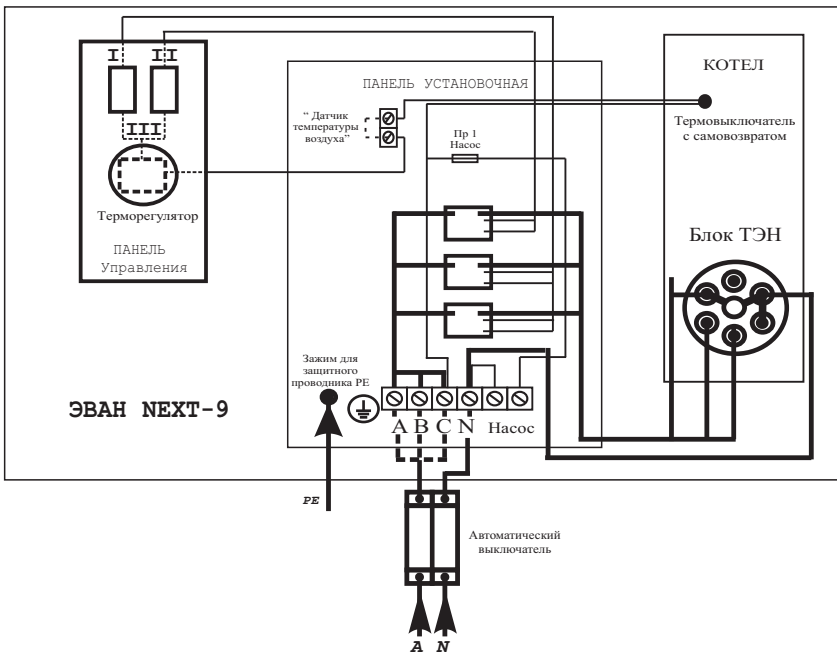 I II
III
Терморегулятор
ПАНЕЛЬ
Управления
ПАНЕЛЬ УСТАНОВОЧНАЯ
“ Датчик
температуры
воздуха”
Пр 1
Насос
КОТЕЛ
Термовыключатель
с самовозвратом
Блок ТЭН
Зажим для
защитного
проводника PE
ЭВАН NEXT-9
A B C N Насос
PE
Автоматический
выключатель
A N